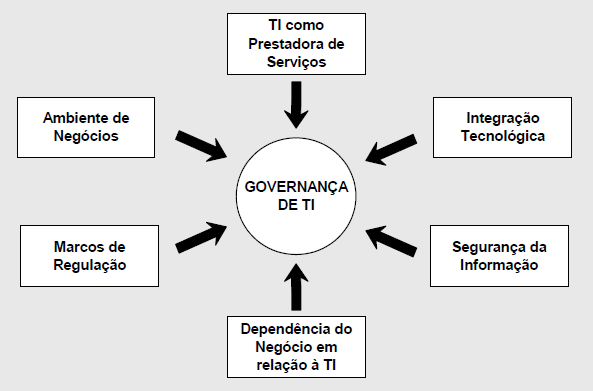 TI como
Prestadora de
Serviços
Ambiente de
Negócios
Integração
Tecnológica
GOVERNANÇA
DE TI
Marcos de
Regulação
Segurança da
Informação
Dependência do
Negócio em
relação à TI